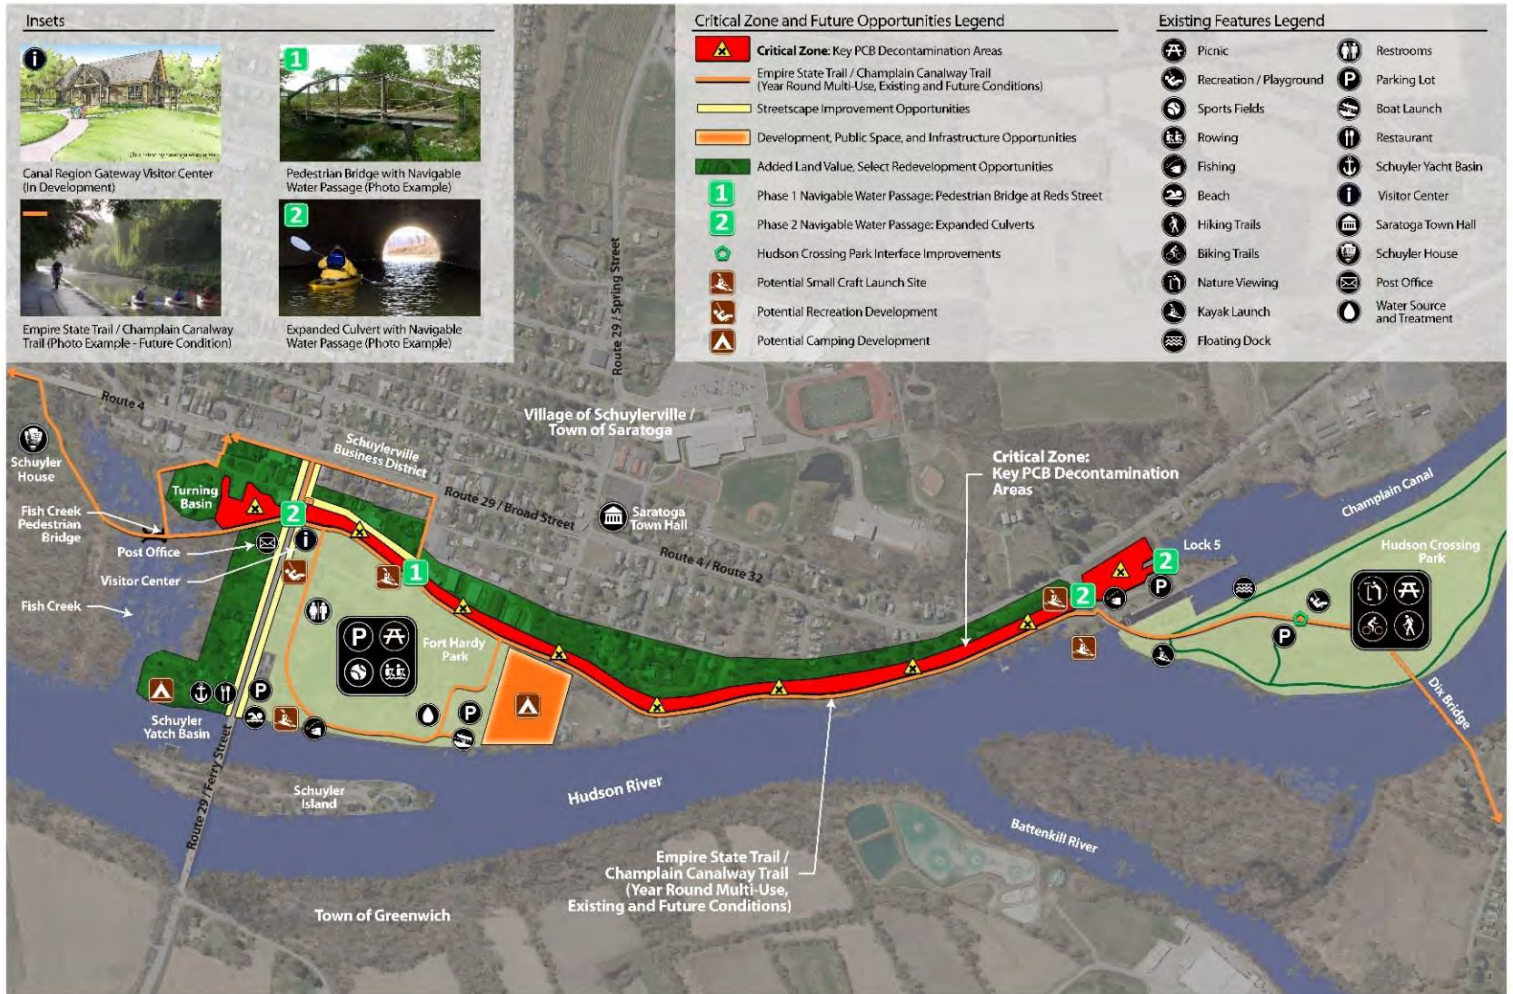 Insets
Canal Region Gateway Visitor Center
(In Development)
Pedestrian Bridge with Navigable
Water Passage (Photo Example)
Empire State Trail / Champlain Canalway
Trail (Photo Example - Future Condition)
Expanded Culvert with Navigable
Water Passage (Photo Example)
i
1
2
Critical Zone and Future Opportunities Legend
Critical Zone: Key PCB Decontamination Areas
Empire State Trail / Champlain Canalway Trail
(Year Round Multi-Use, Existing and Future Conditions)
Streetscape Improvement Opportunities
Development, Public Space, and Infrastructure Opportunities
Added Land Value, Select Redevelopment Opportunities
1 Phase 1 Navigable Water Passage: Pedestrian Bridge at Reds Street
2 Phase 2 Navigable Water Passage: Expanded Culverts
Hudson Crossing Park Interface Improvements
Potential Small Craft Launch Site
Potential Recreation Development
Potential Camping Development
Existing Features Legend
Picnic
Recreation / Playground
Sports Fields
Rowing
Fishing
Beach
Hiking Trails
Biking Trails
Nature Viewing
Kayak Launch
Floating Dock
Restrooms
P Parking Lot
Boat Launch
Restaurant
Schuyler Yacht Basin
i Visitor Center
Saratoga Town Hall
Schuyler House
Post Office
Water Source
and Treatment
Route 29 / Spring Street
Route 4
Village of Schuylerville /
Town of Saratoga
Schuylerville
Business District
Schuyler
House
Route 29 / Broad Street
Saratoga
Town Hall
Route 4 / Route 32
Critical Zone:
Key PCB Decontamination
Areas
Champlain Canal
Lock 5
Hudson Crossing
Park
Turning
Basin
Fish Creek
Pedestrian
Bridge
Post Office
Visitor Center
Fish Creek
2
i
1
2
2
P
P
P
P
P
Fort Hardy
Park
Schuyler
Yatch Basin
Route 29 / Ferry Street
Schuyler
Island
Hudson River
Dix Bridge
Battenkill River
Empire State Trail /
Champlain Canalway Trail
(Year Round Multi-Use,
Existing and Future Conditions)
Town of Greenwich